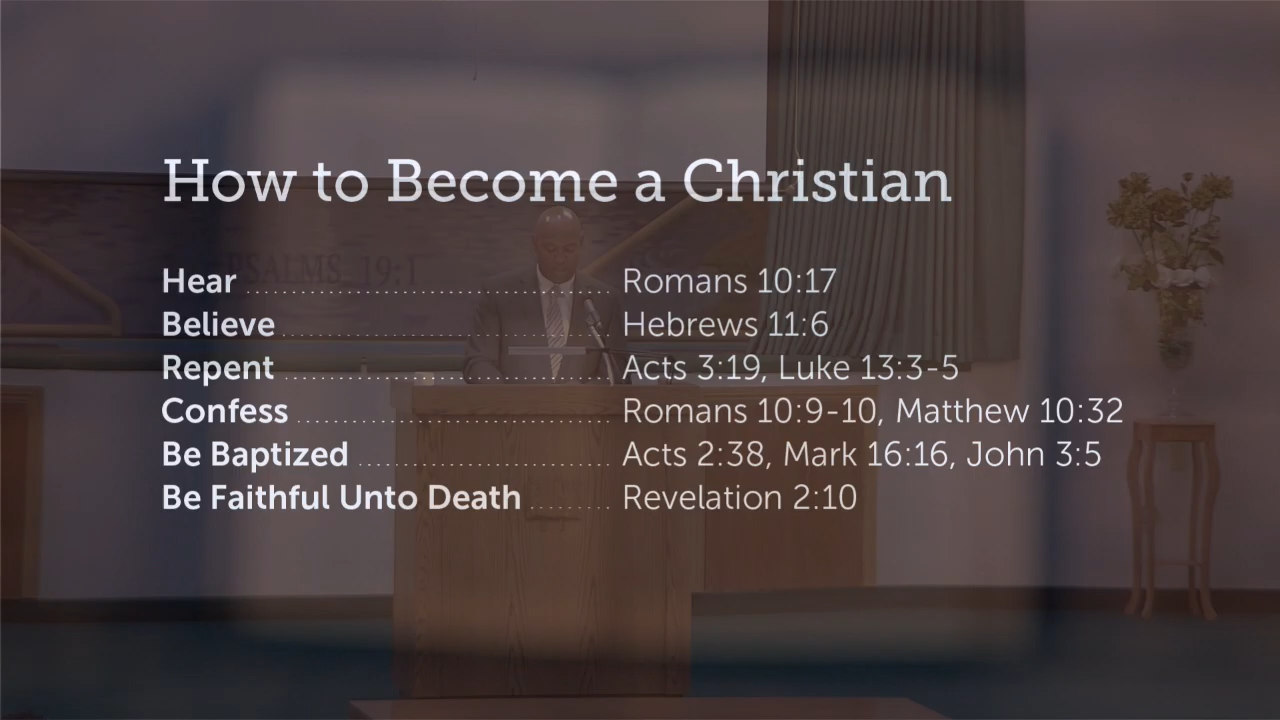 How to Become a Christian
PSALMS 19:1
Hear ........................................ Romans 10:17
Believe .................................... Hebrews 11:6
Repent .................................... Acts 3:19, Luke 13:3-5
Confess ................................... Romans 10:9-10, Matthew 10:32
Be Baptized ............................ Acts 2:38, Mark 16:16, John 3:5
Be Faithful Unto Death ......... Revelation 2:10